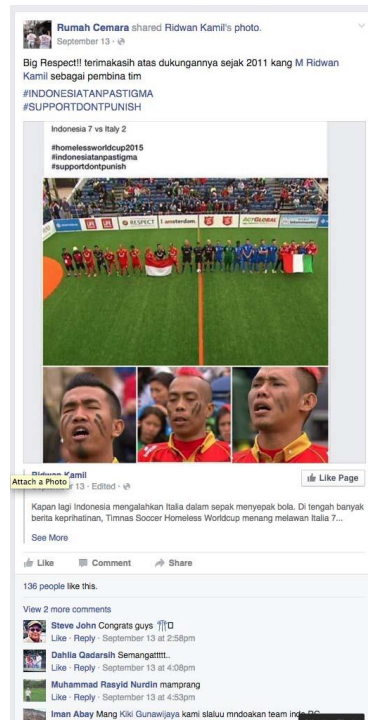 Rumah Cemara shared Ridwan Kamil's photo.
September 13 ·
Big Respect!! terimakasih atas dukungannya sejak 2011 kang M Ridwan
Kamil sebagai pembina tim
#INDONESIATANPASTIGMA
#SUPPORTDONTPUNISH
Indonesia 7 vs Italy 2
#homelessworldcup2015
#indonesiatanpastigma
#supportdontpunish
RESPECT
I amsterdam.
ACTGLOBAL
Kamil
Attach a Photo
13 · Edited ·
Like Page
Kapan lagi Indonesia mengalahkan Italia dalam sepak menyepak bola. Di tengah banyak
berita keprihatinan, Timnas Soccer Homeless Worldcup menang melawan Italia 7...
See More
Like Comment Share
136 people like this.
View 2 more comments
Steve John Congrats guys
Like · Reply · September 13 at 2:58pm
Dahlia Qadarsih Semangattttt..
Like · Reply · September 13 at 4:08pm
Muhammad Rasyid Nurdin mamprang
Like · Reply · September 13 at 4:53pm
Iman Abay Mang Kiki Gunawijaya kami slaluu mndoakan team